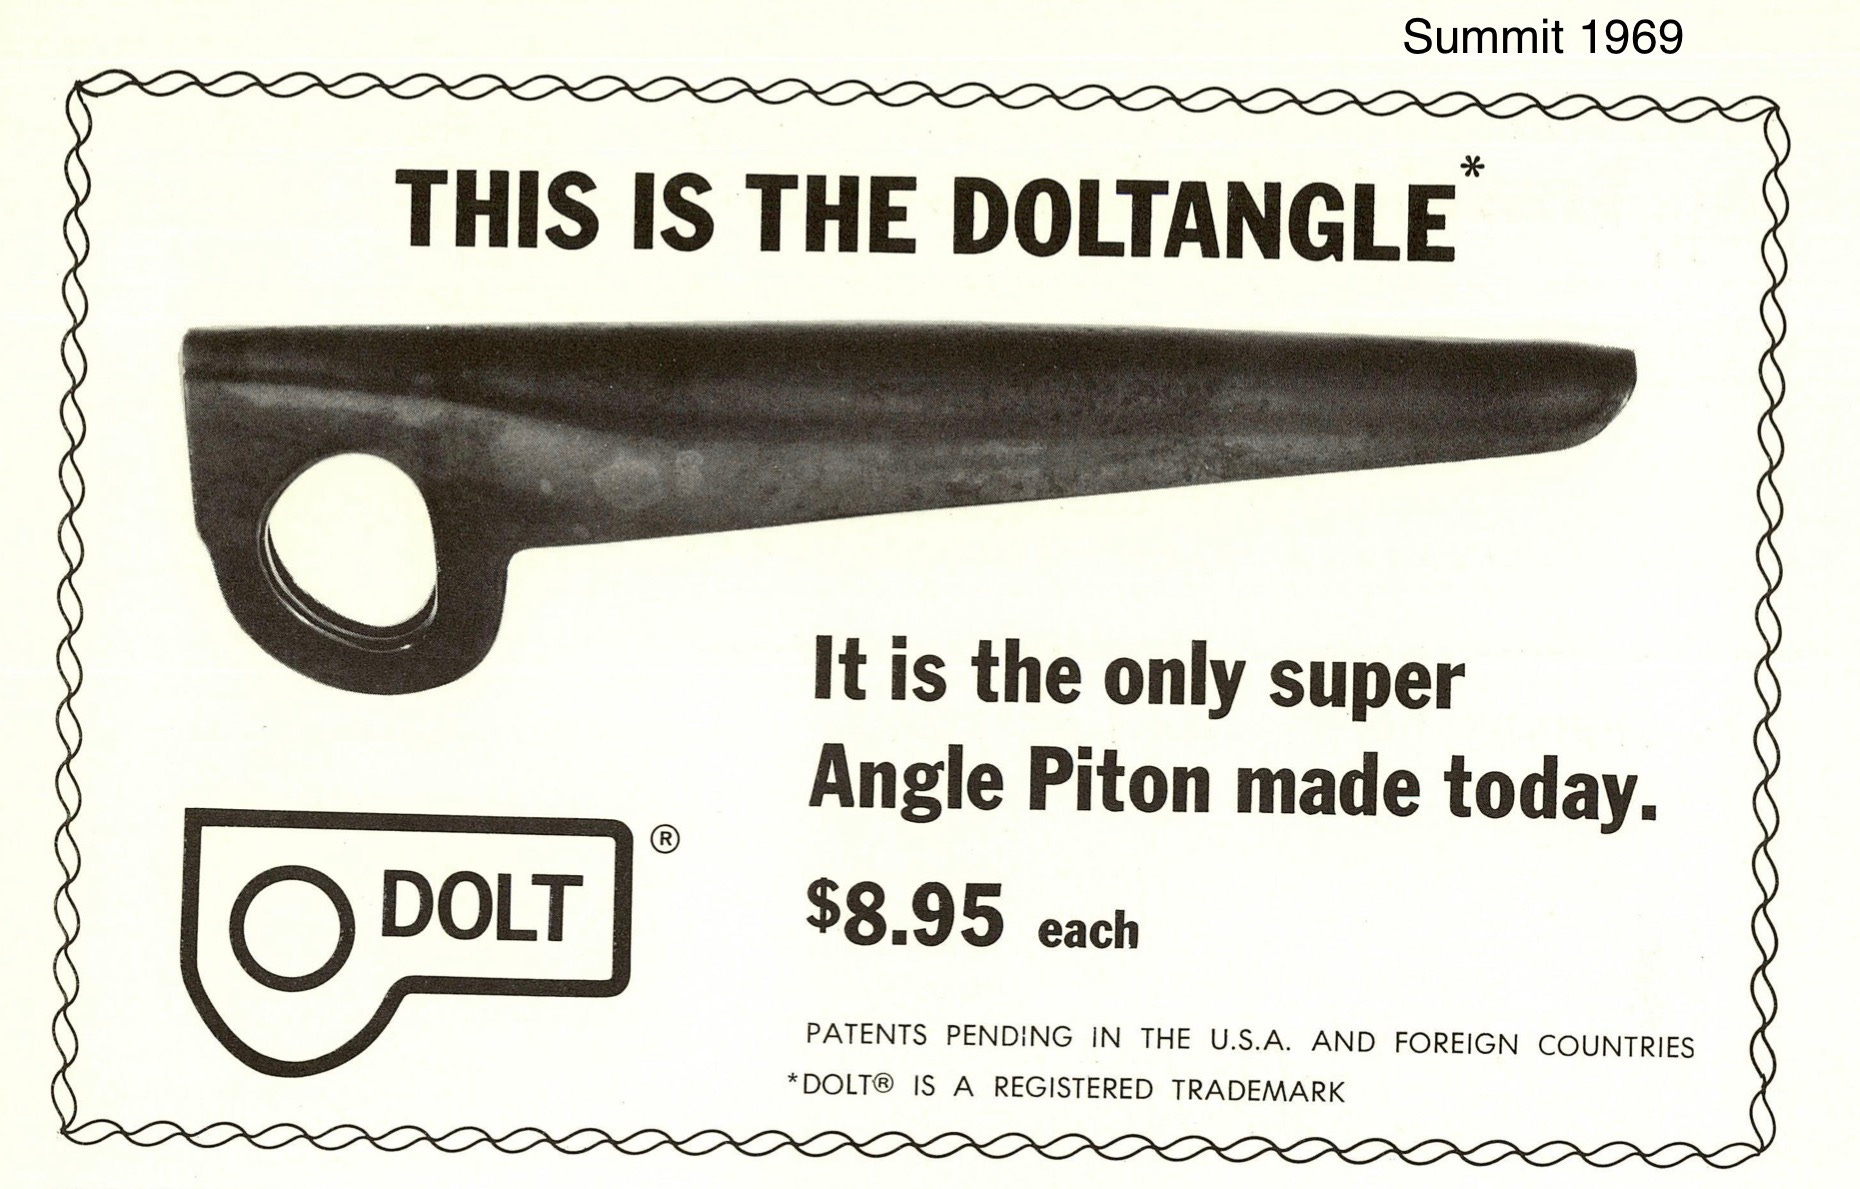 Summit 1969
THIS IS THE DOLTANGLE*
It is the only super
Angle Piton made today.
$8.95 each
DOLT ®
PATENTS PENDING IN THE U.S.A. AND FOREIGN COUNTRIES
*DOLT® IS A REGISTERED TRADEMARK